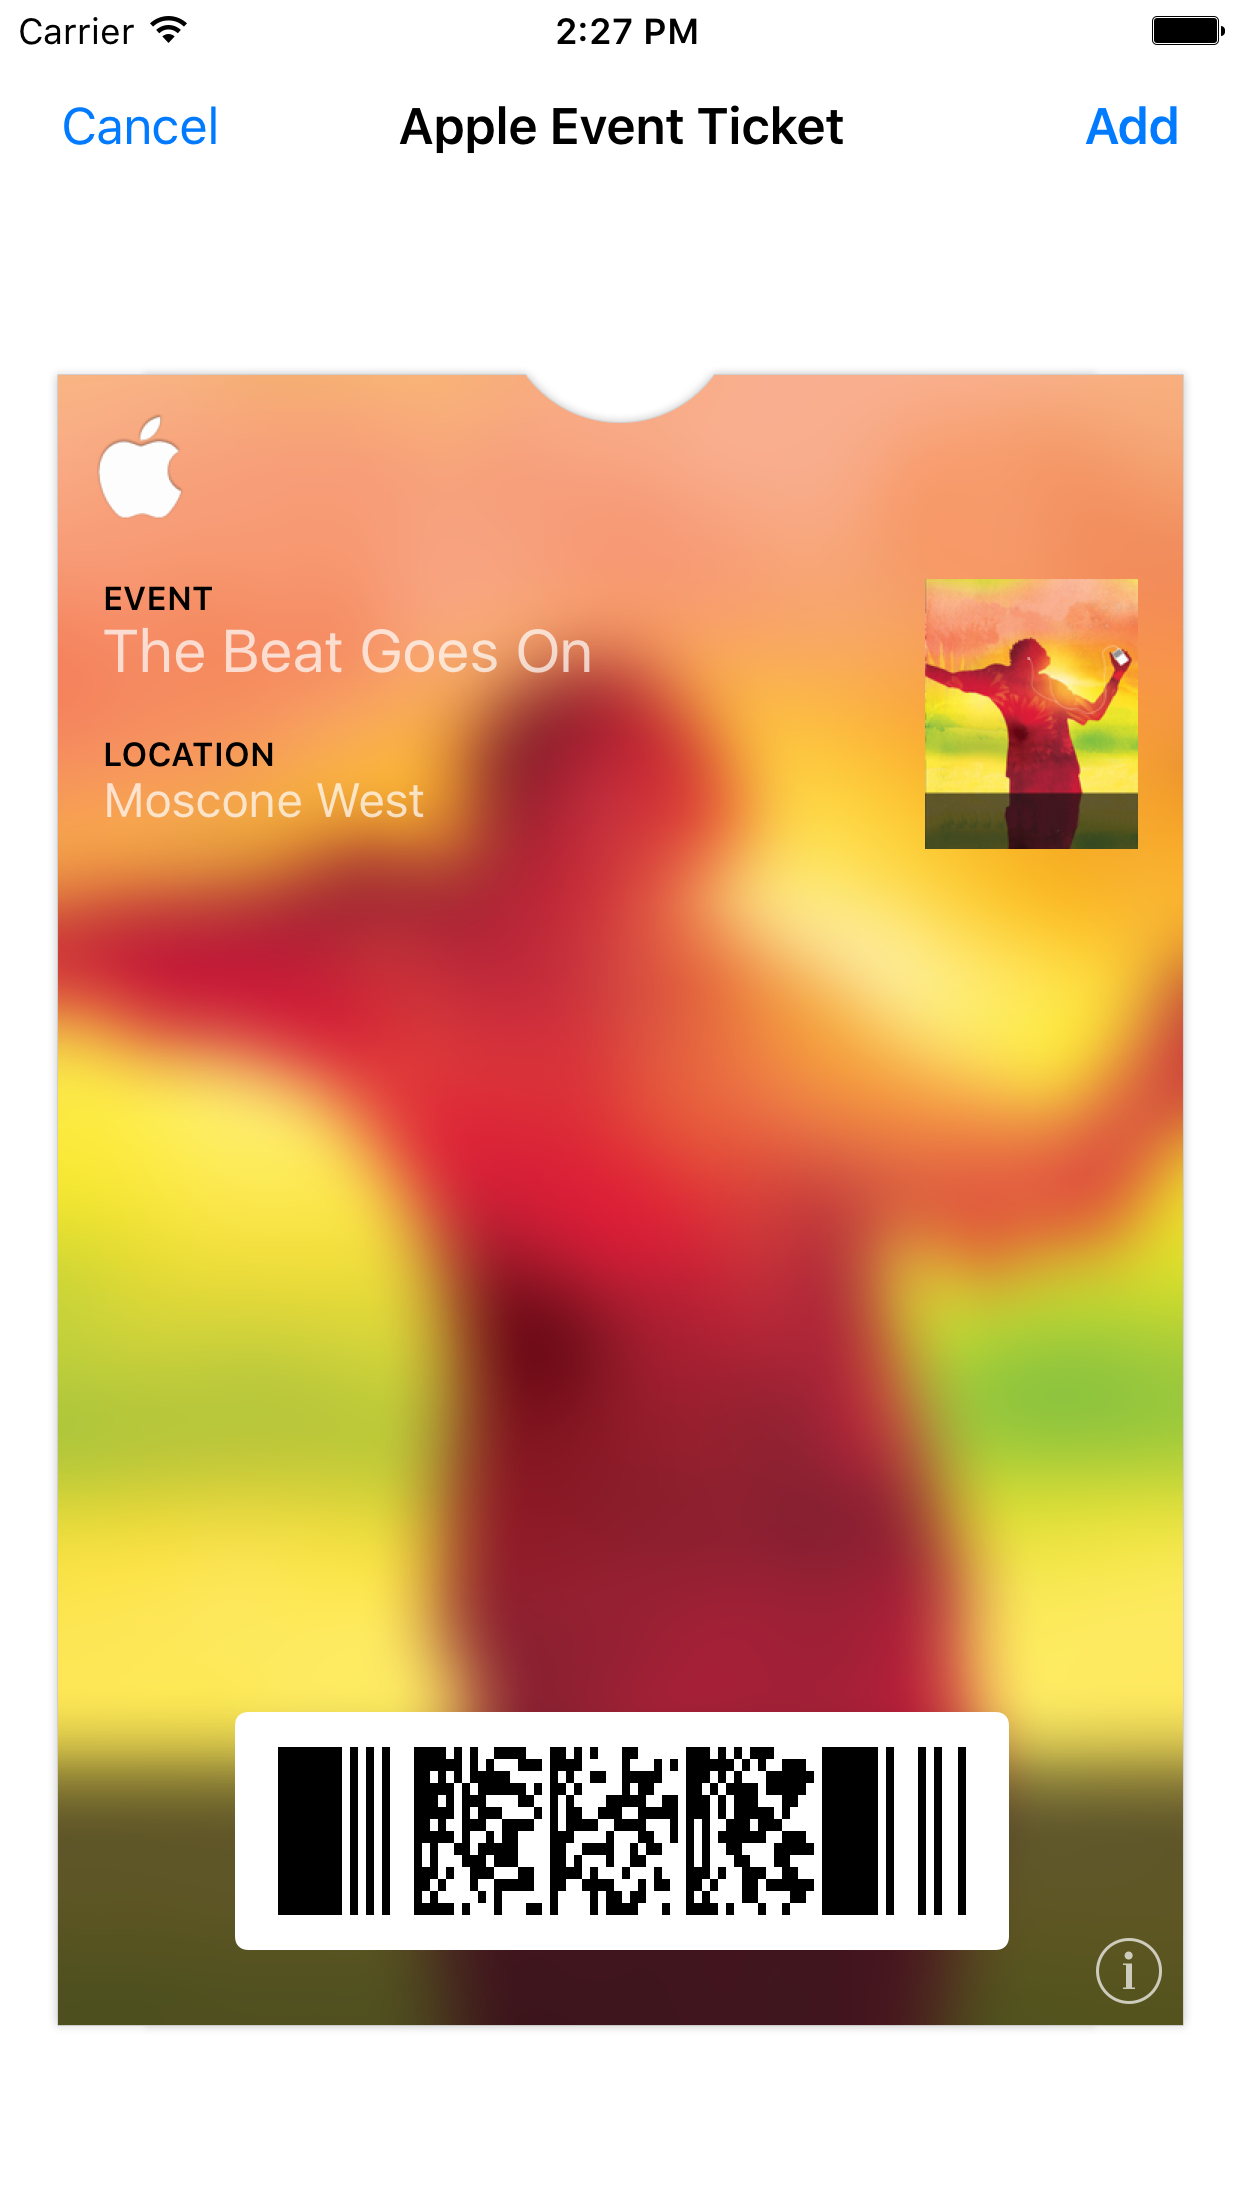 Carrier
2:27 PM
Cancel
Apple Event Ticket
Add
EVENT
The Beat Goes On
LOCATION
Moscone West
i